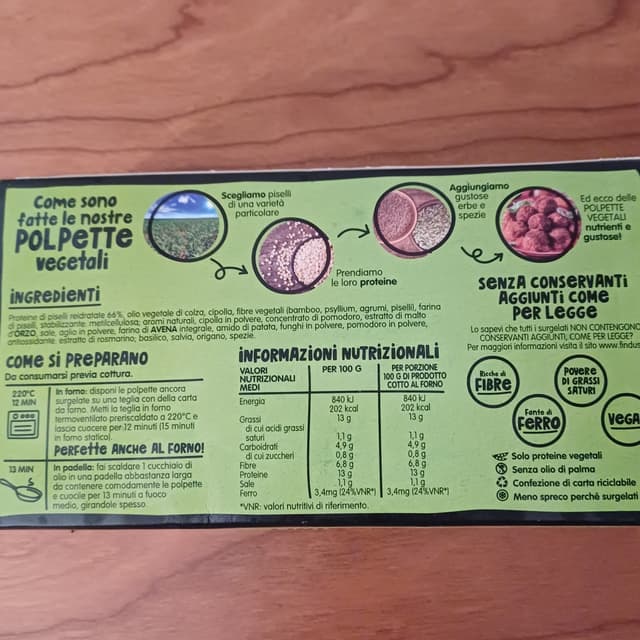 Come sono
fatte le nostre
POLPETTE
vegetali
Scegliamo piselli
di una varietà
particolare
Prendiamo
le loro proteine
Aggiungiamo
gustose
erbe e
spezie
Ed ecco delle
POLPETTE
VEGETALI
nutrienti e
gustose!
INGREDIENTI
Proteine di piselli reidratate 66%, olio vegetale di colza, cipolla, fibre vegetali (bamboo, psyllium, agrumi, piselli), farina
di piselli, stabilizzante: metilcellulosa; aromi naturali, cipolla in polvere, concentrato di pomodoro, estratto di malto
d'ORZO, sale, aglio in polvere, farina di AVENA integrale, amido di patata, funghi in polvere, pomodoro in polvere,
antiossidante: estratto di rosmarino; basilico, salvia, origano, spezie.
COME SI PREPARANO
Da consumarsi previa cottura.
220°C
12 MIN
In forno: disponi le polpette ancora
surgelate su una teglia con della carta
da forno. Metti la teglia in forno
termoventilato preriscaldato a 220°C e
lascia cuocere per 12 minuti (15 minuti
in forno statico).
PERFETTE ANCHE AL FORNO!
13 MIN
In padella: fai scaldare 1 cucchiaio di
olio in una padella abbastanza larga
da contenere comodamente le polpette
e cuocile per 13 minuti a fuoco
medio, girandole spesso.
INFORMAZIONI NUTRIZIONALI
VALORI
NUTRIZIONALI
MEDI
PER 100 G
PER PORZIONE
100 G DI PRODOTTO
COTTO AL FORNO
Energia 840 kJ 840 kJ
202 kcal 202 kcal
Grassi 13 g 13 g
di cui acidi grassi
saturi 1,1 g 1,1 g
Carboidrati 4,9 g 4,9 g
di cui zuccheri 0,8 g 0,8 g
Fibre 6,8 g 6,8 g
Proteine 13 g 13 g
Sale 1,1 g 1,1 g
Ferro 3,4mg (24%VNR*) 3,4mg (24%VNR*)
*VNR: valori nutritivi di riferimento.
SENZA CONSERVANTI
AGGIUNTI COME
PER LEGGE
Lo sapevi che tutti i surgelati NON CONTENGONO
CONSERVANTI AGGIUNTI, COME PER LEGGE?
Per maggiori informazioni visita il sito www.findus
Ricche di
FIBRE
POVERE
DI GRASSI
SATURI
Fonte di
FERRO
VEGA
Solo proteine vegetali
Senza olio di palma
Confezione di carta riciclabile
Meno spreco perchè surgelati